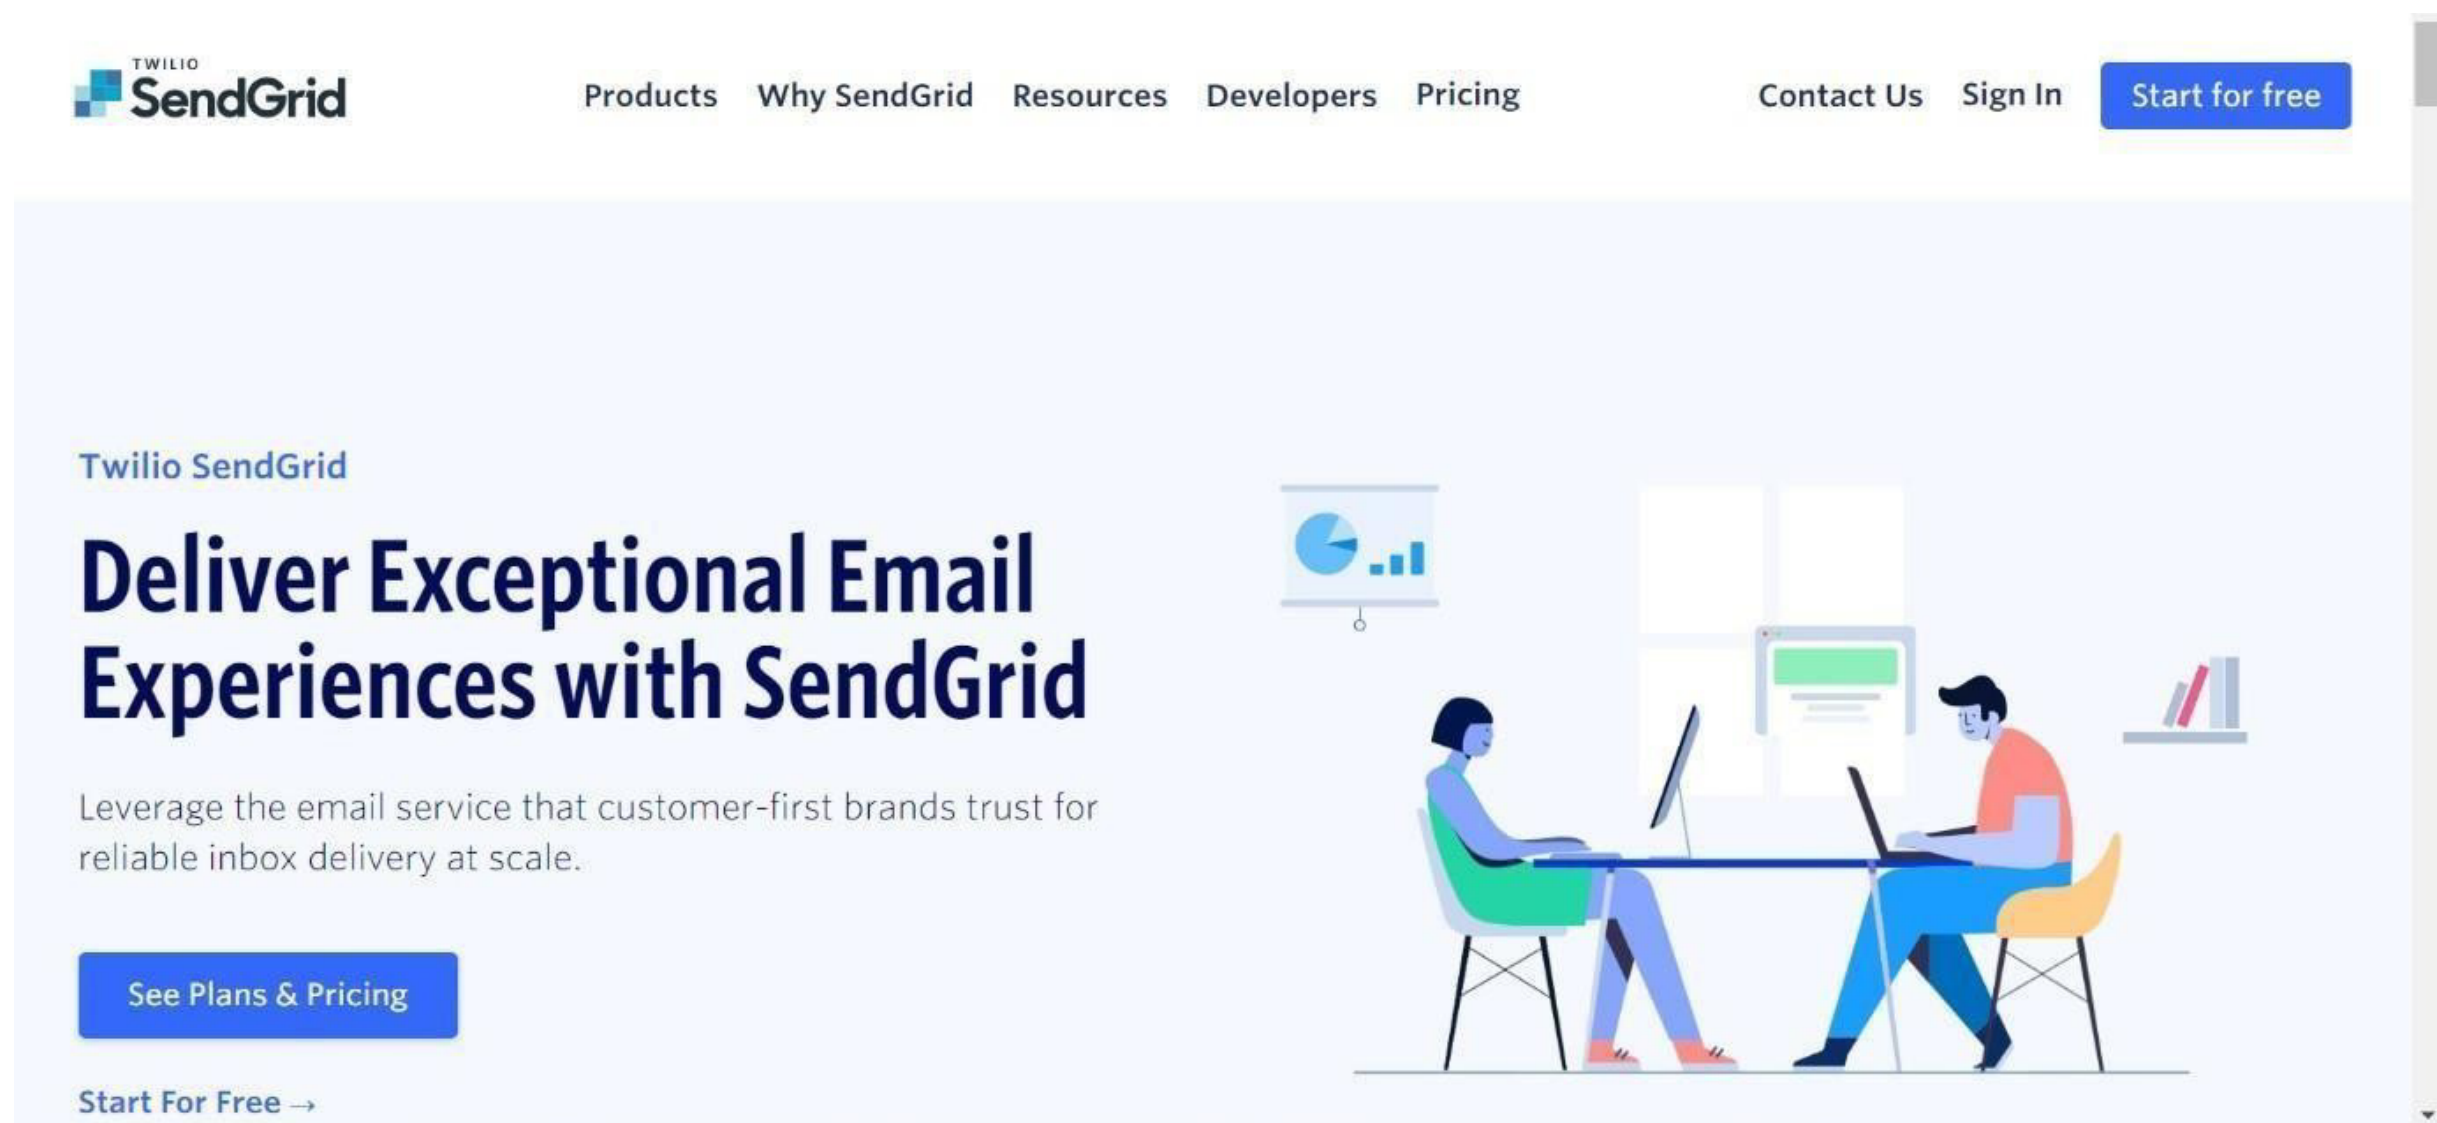 TWILIO
SendGrid
Products Why SendGrid Resources Developers Pricing Contact Us Sign In Start for free
Twilio SendGrid
Deliver Exceptional Email
Experiences with SendGrid
Leverage the email service that customer-first brands trust for
reliable inbox delivery at scale.
See Plans & Pricing
Start For Free →